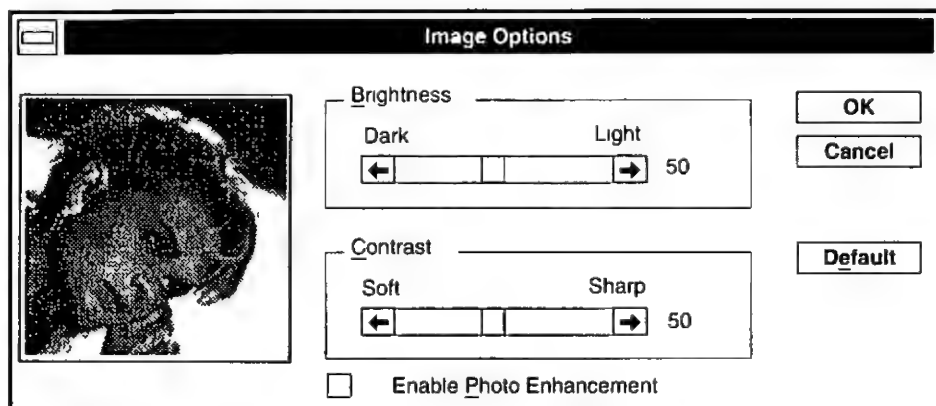 Image Options
Brightness
Dark Light
50
Contrast
Soft Sharp
50
Enable Photo Enhancement
OK
Cancel
Default